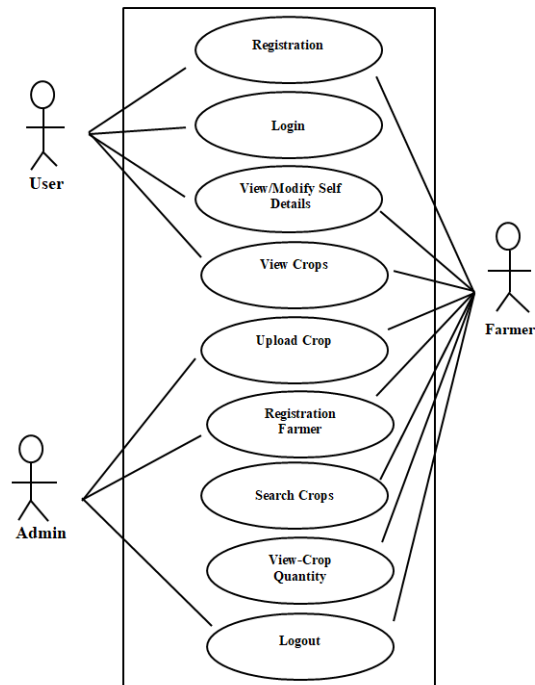 Registration
Login
User
View/Modify Self
Details
View Crops
Farmer
Upload Crop
Registration
Farmer
Admin
Search Crops
View-Crop
Quantity
Logout